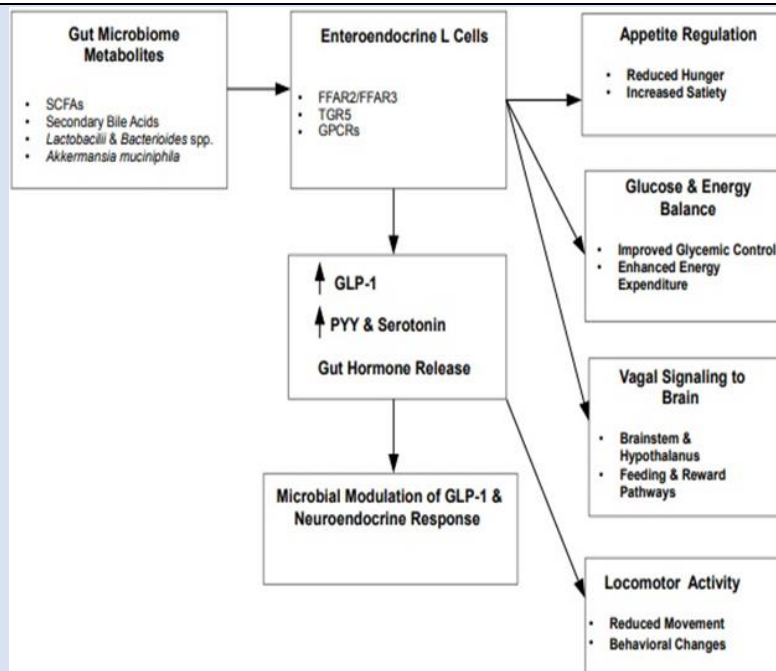 Gut Microbiome
Metabolites
• SCFAs
• Secondary Bile Acids
• Lactobacilli & Bacterioides spp.
• Akkermansia muciniphila
Enteroendocrine L Cells
• FFAR2/FFAR3
• TGR5
• GPCRs
Appetite Regulation
• Reduced Hunger
• Increased Satiety
Glucose & Energy
Balance
• Improved Glycemic Control
• Enhanced Energy
Expenditure
GLP-1
PYY & Serotonin
Gut Hormone Release
Vagal Signaling to
Brain
• Brainstem &
Hypothalanus
• Feeding & Reward
Pathways
Microbial Modulation of GLP-1 &
Neuroendocrine Response
Locomotor Activity
• Reduced Movement
• Behavioral Changes